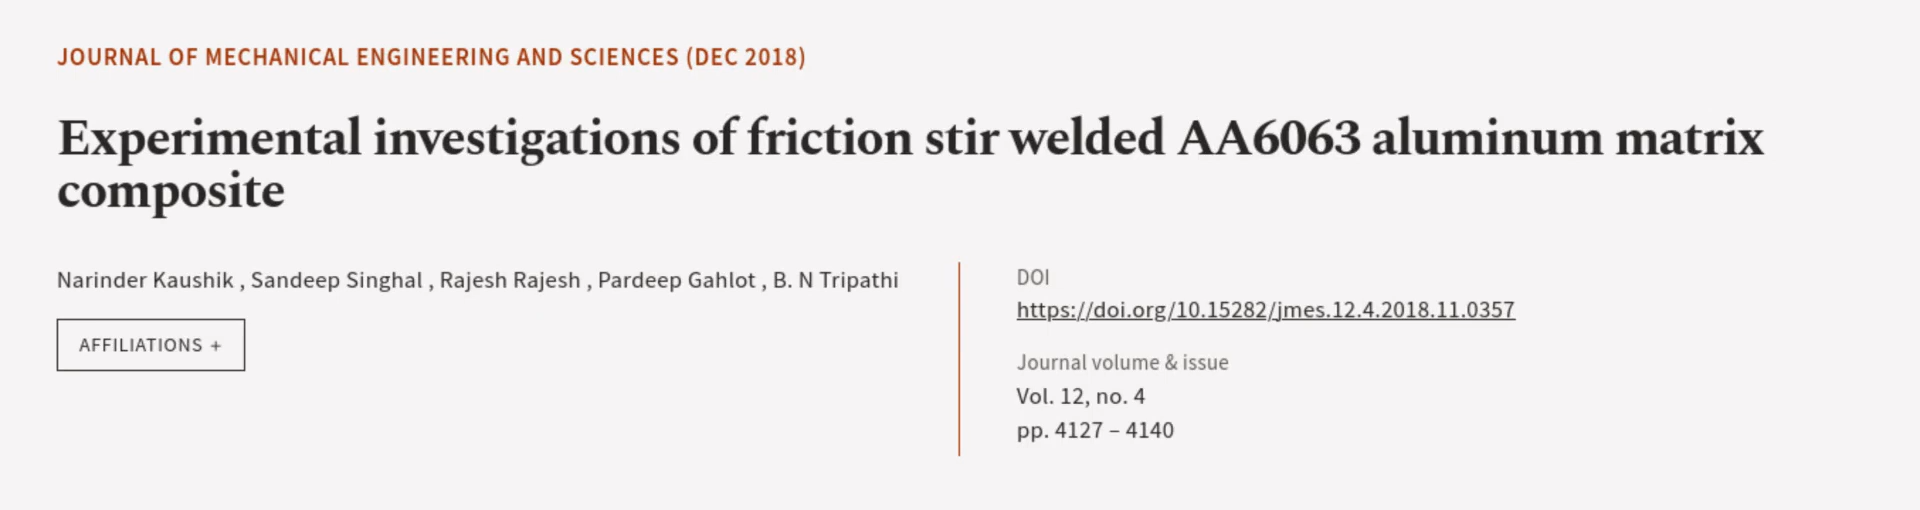 JOURNAL OF MECHANICAL ENGINEERING AND SCIENCES (DEC 2018)
Experimental investigations of friction stir welded AA6063 aluminum matrix
composite
Narinder Kaushik , Sandeep Singhal , Rajesh Rajesh , Pardeep Gahlot , B. N Tripathi
AFFILIATIONS +
DOI
https://doi.org/10.15282/jmes.12.4.2018.11.0357
Journal volume & issue
Vol. 12, no. 4
pp. 4127 – 4140